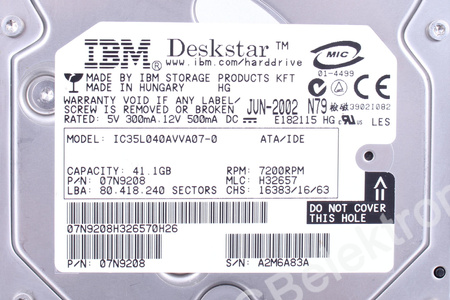 IBM® Deskstar™
www.ibm.com/harddrive
MIC
01-4499
MADE BY IBM STORAGE PRODUCTS KFT
MADE IN HUNGARY HG
WARRANTY VOID IF ANY LABEL/
SCREW IS REMOVED OR BROKEN JUN-2002 N79 39021082
RATED: 5V 300mA.12V 500mA DC E182115 HG LES
MODEL: IC35L040AVVA07-0 ATA/IDE
CAPACITY: 41.1GB RPM: 7200RPM
P/N: 07N9208 MLC: H32657
LBA: 80.418.240 SECTORS CHS: 16383/16/63
DO NOT COVER
THIS HOLE
07N9208H326570H26
P/N: 07N9208 S/N: A2M6A83A